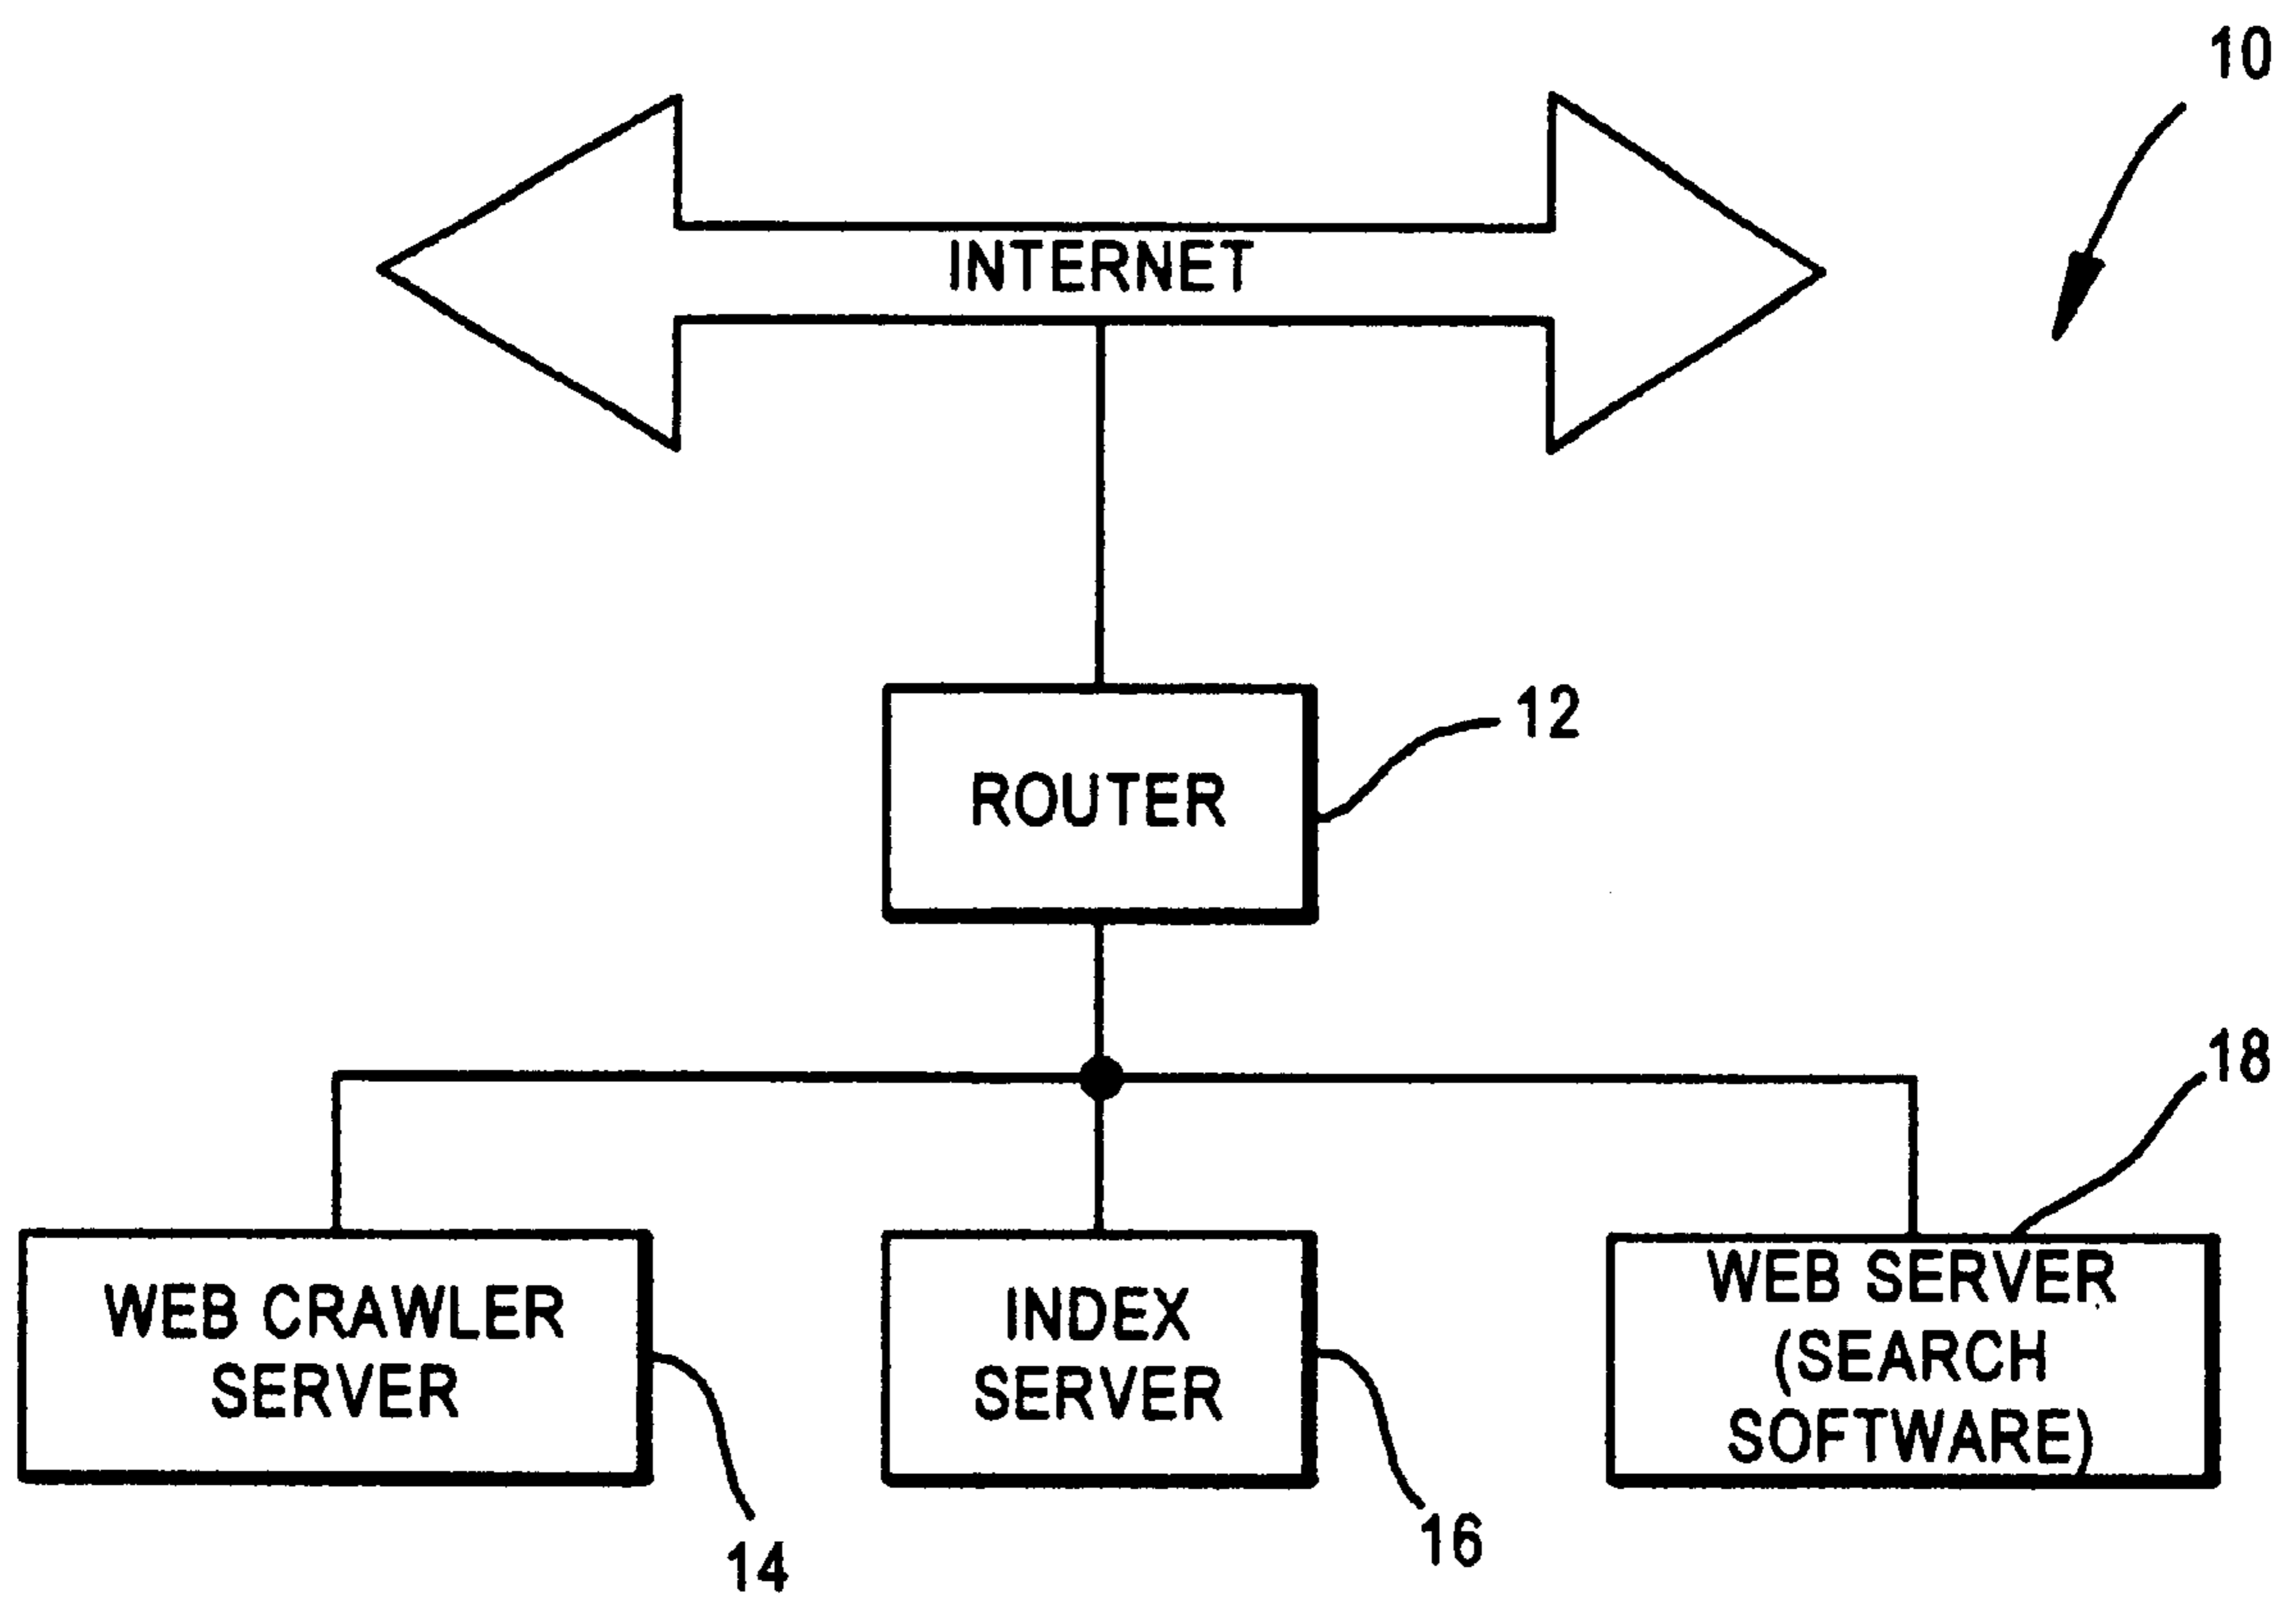 10
INTERNET
12
ROUTER
18
WEB CRAWLER
SERVER
INDEX
SERVER
WEB SERVER
(SEARCH
SOFTWARE)
14
16